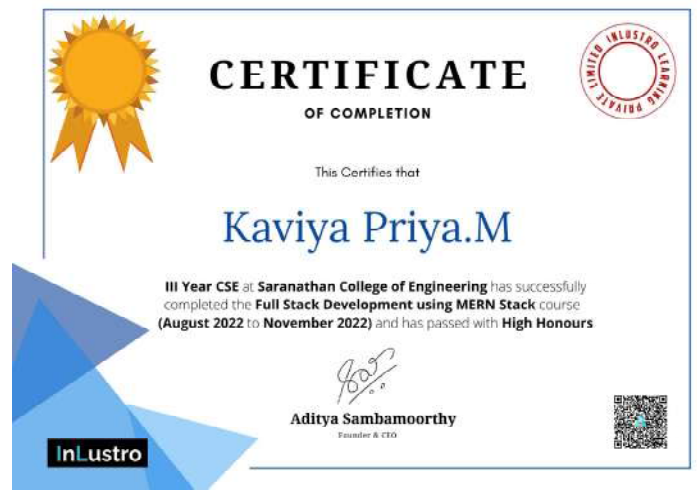 CERTIFICATE
INLUSTRO LEARNING PRIVATE LIMITED
OF COMPLETION
This Certifies that
Kaviya Priya.M
III Year CSE at Saranathan College of Engineering has successfully
completed the Full Stack Development using MERN Stack course
(August 2022 to November 2022) and has passed with High Honours
Aditya Sambamoorthy
Founder & CEO
InLustro